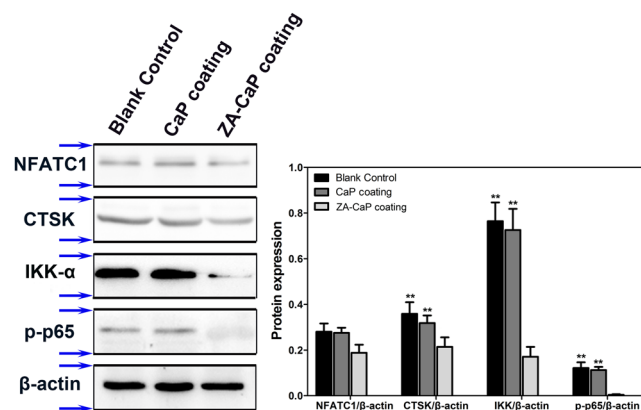 Blank Control
CaP coating
ZA-CaP coating
NFATC1
CTSK
IKK-α
p-p65
β-actin
Protein expression
1.0
0.8
0.6
0.4
0.2
0.0
Blank Control
CaP coating
ZA-CaP coating
** **
** **
** **
NFATC1/β-actin CTSK/β-actin IKK/β-actin p-p65/β-actin